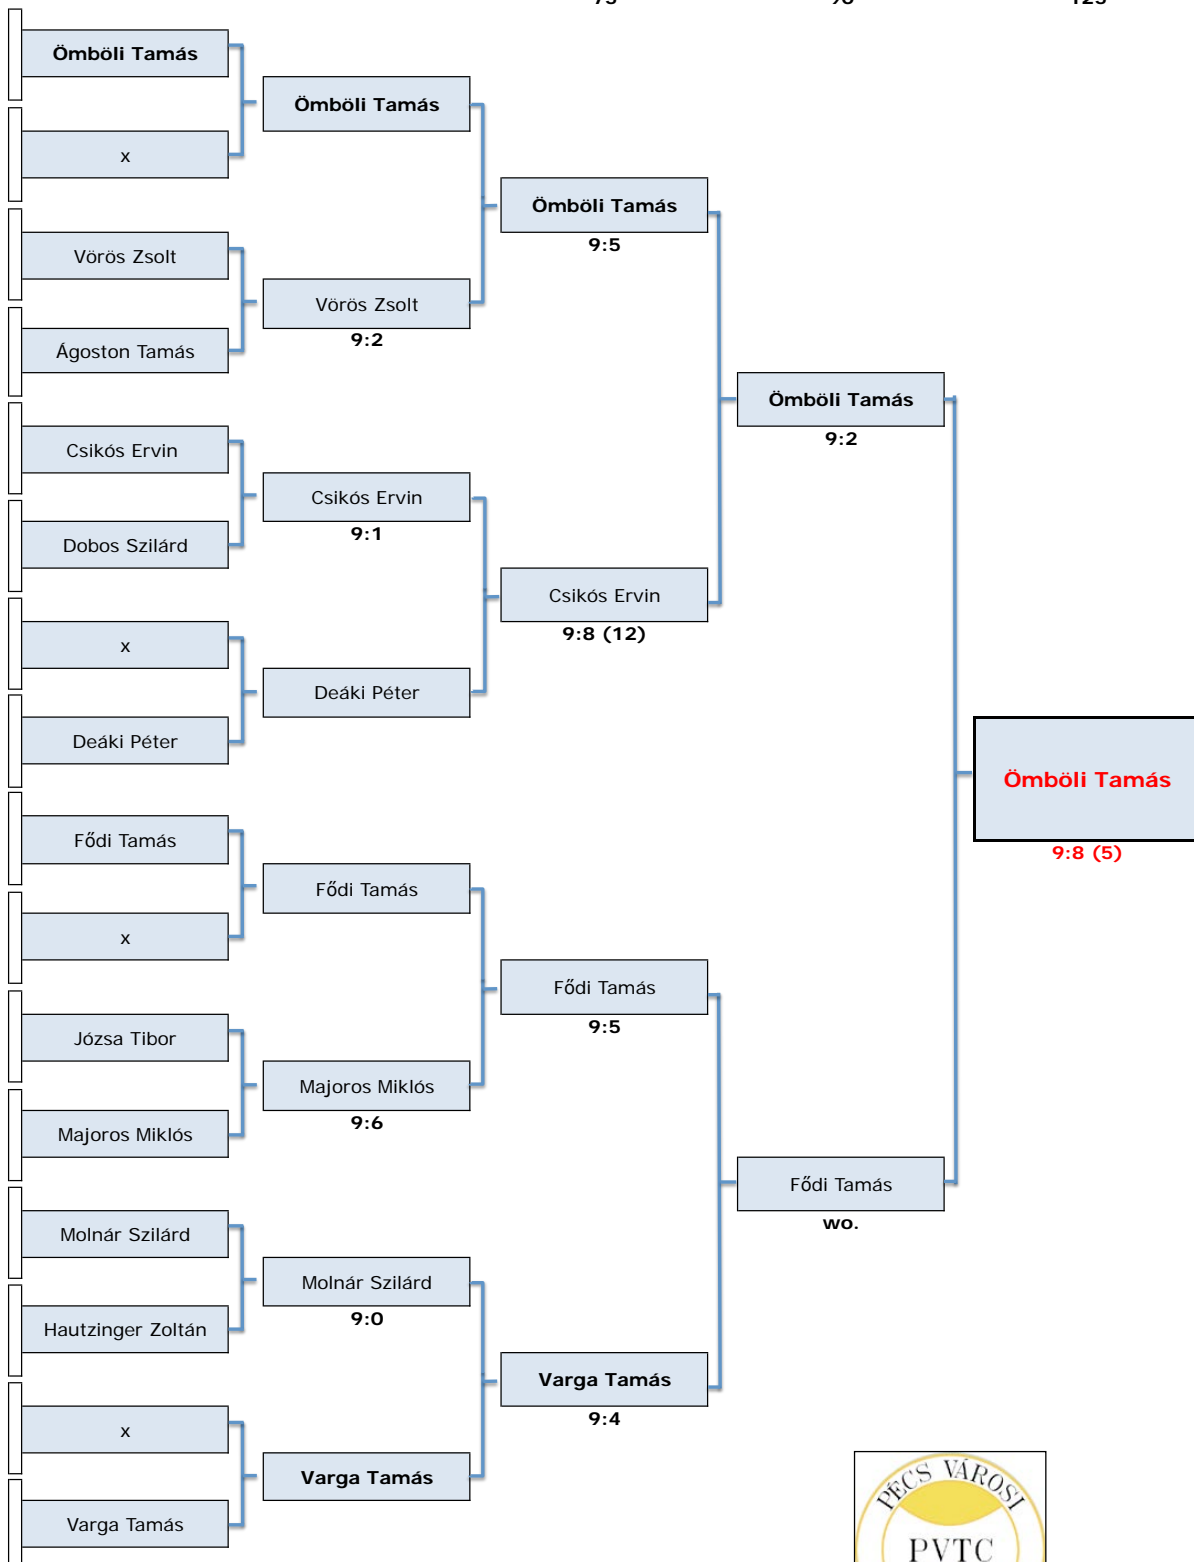 Ömböli Tamás
x
Vörös Zsolt
Ágoston Tamás
Csikós Ervin
Dobos Szilárd
x
Deáki Péter
Fődi Tamás
x
Józsa Tibor
Majoros Miklós
Molnár Szilárd
Hautzinger Zoltán
x
Varga Tamás
Ömböli Tamás
Vörös Zsolt
9:2
Csikós Ervin
9:1
Deáki Péter
Fődi Tamás
Majoros Miklós
9:6
Molnár Szilárd
9:0
Varga Tamás
Ömböli Tamás
9:5
Csikós Ervin
9:8 (12)
Fődi Tamás
9:5
Varga Tamás
9:4
Ömböli Tamás
9:2
Fődi Tamás
wo.
Ömböli Tamás
9:8 (5)
PÉCS VÁROSI
PVTC